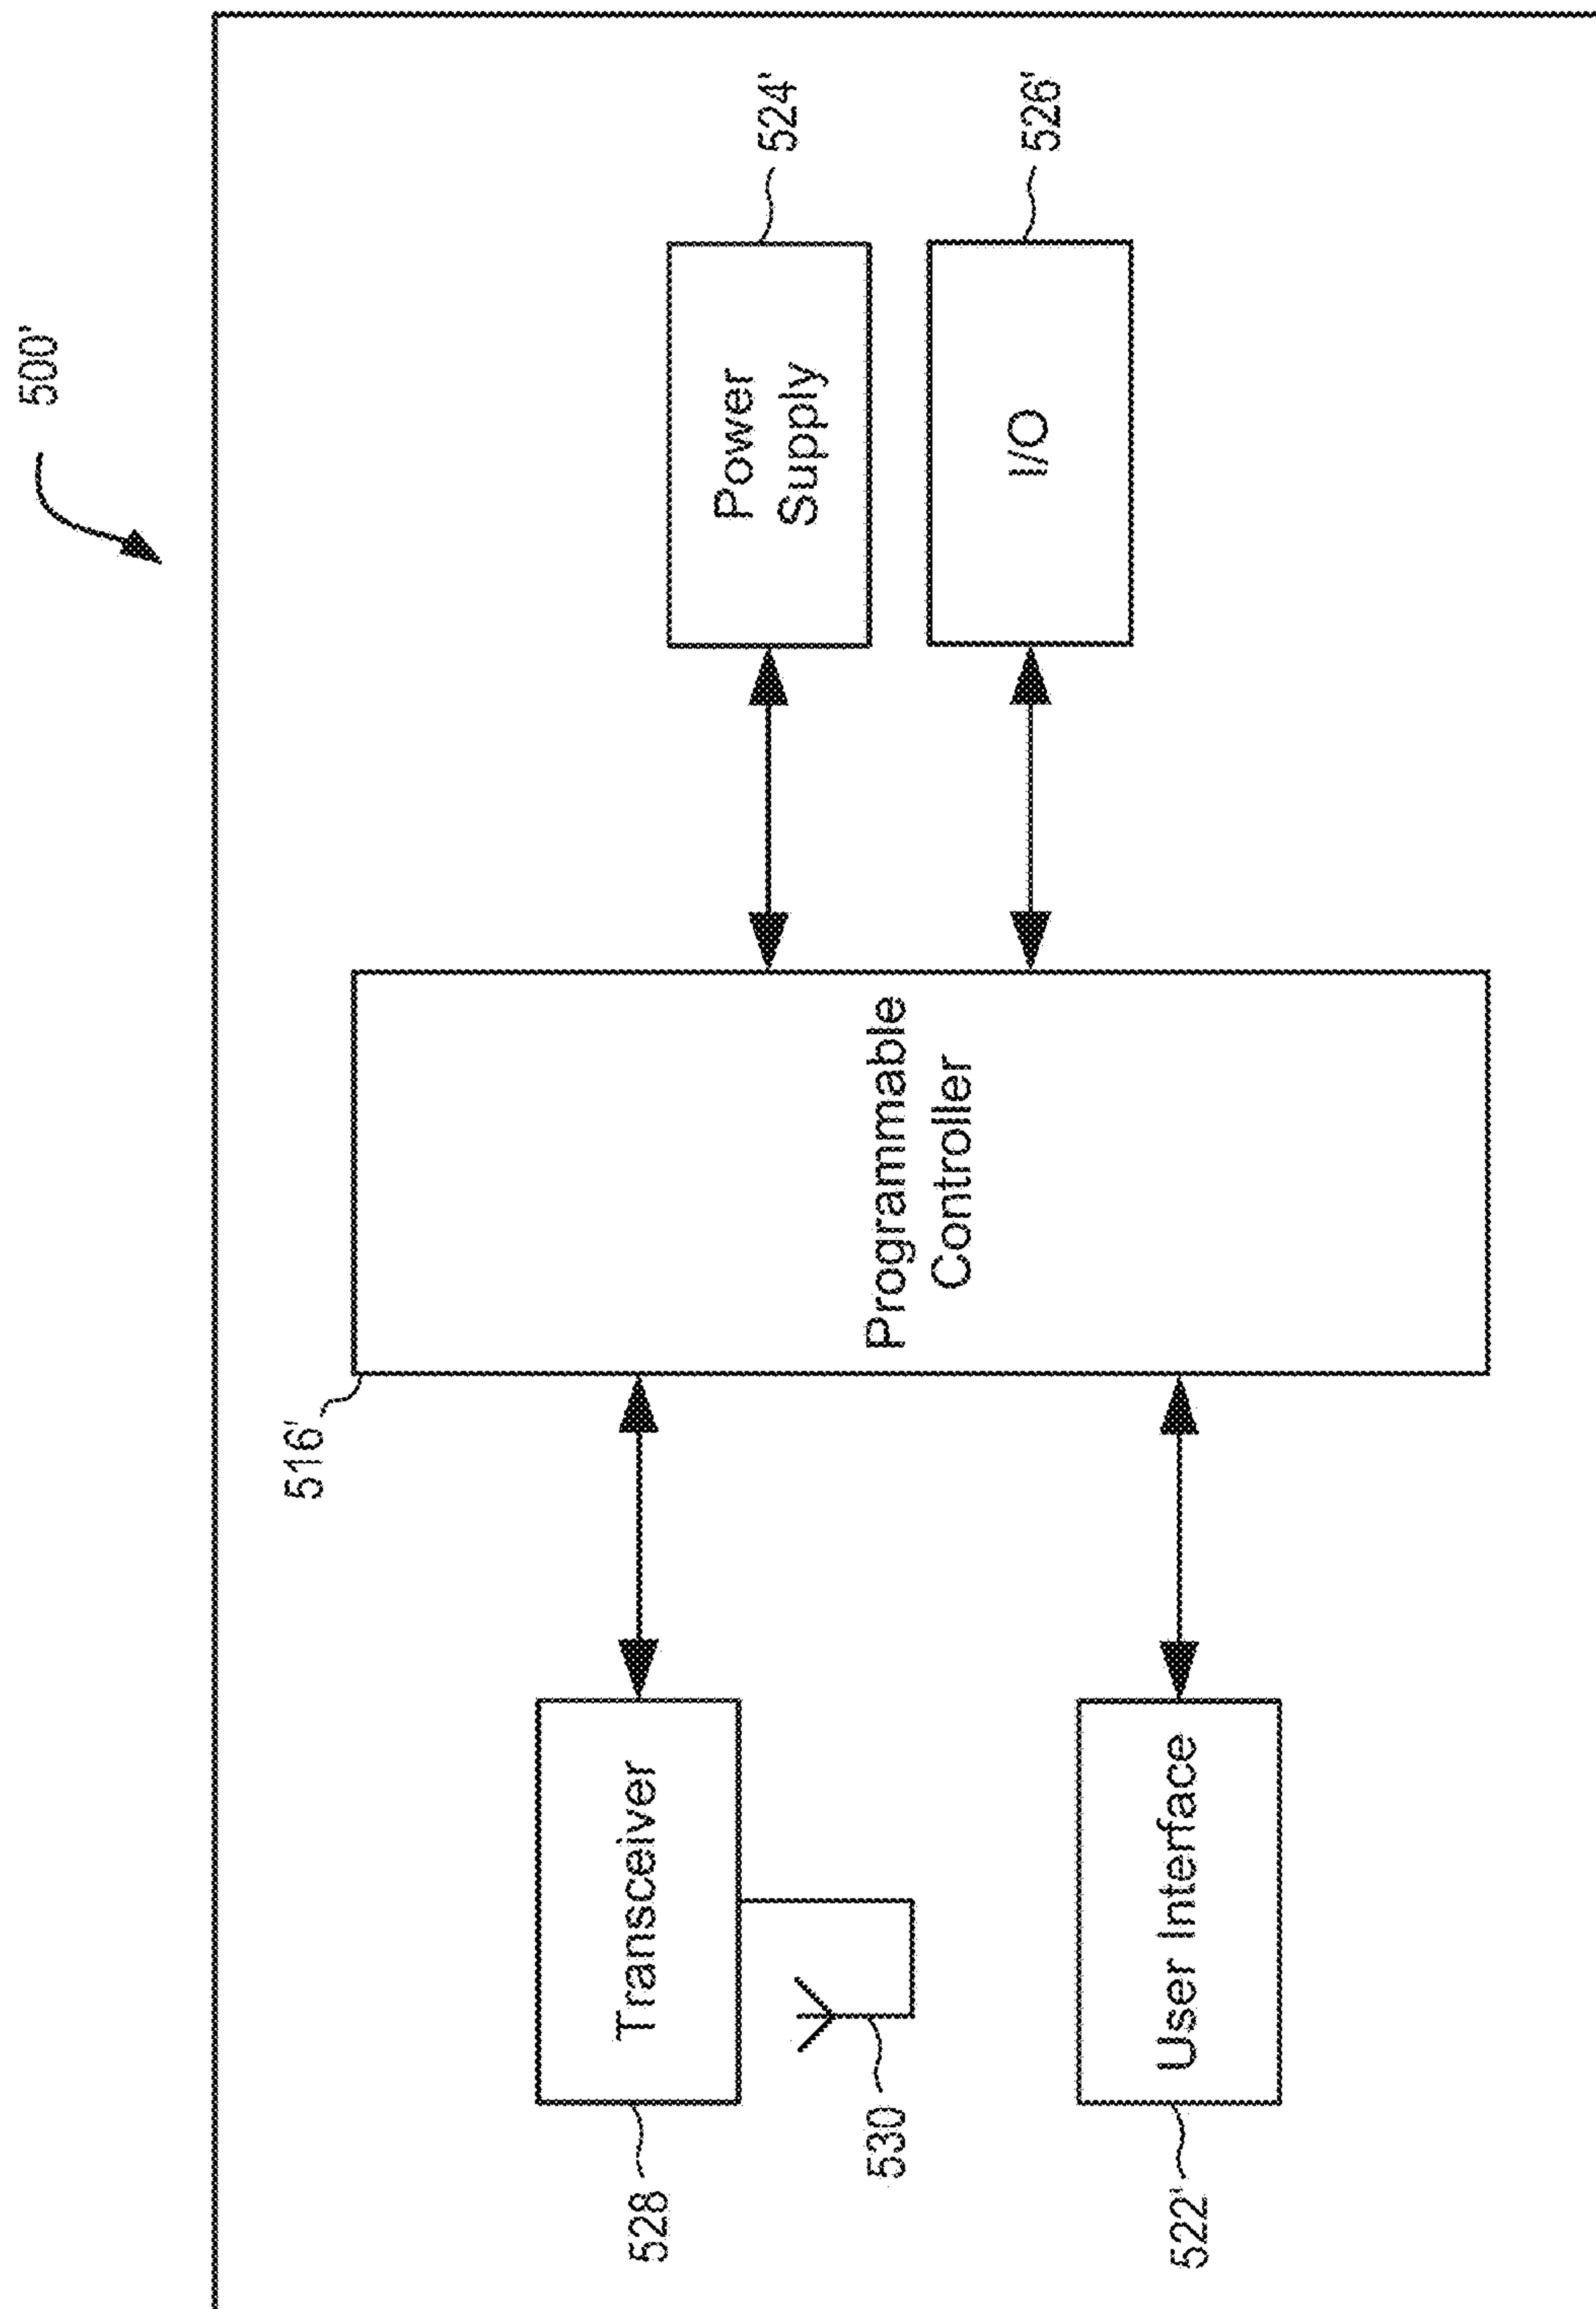 500'
516'
528
Transceiver
530
Programmable
Controller
Power
Supply
524'
I/O
526'
User Interface
522'